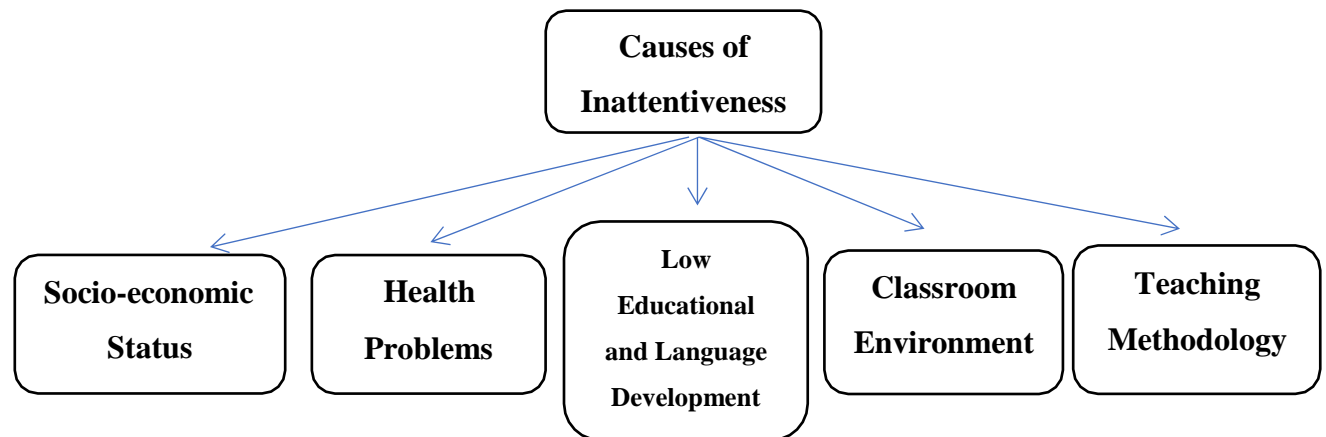 Causes of
Inattentiveness
Socio-economic
Status
Health
Problems
Low
Educational
and Language
Development
Classroom
Environment
Teaching
Methodology